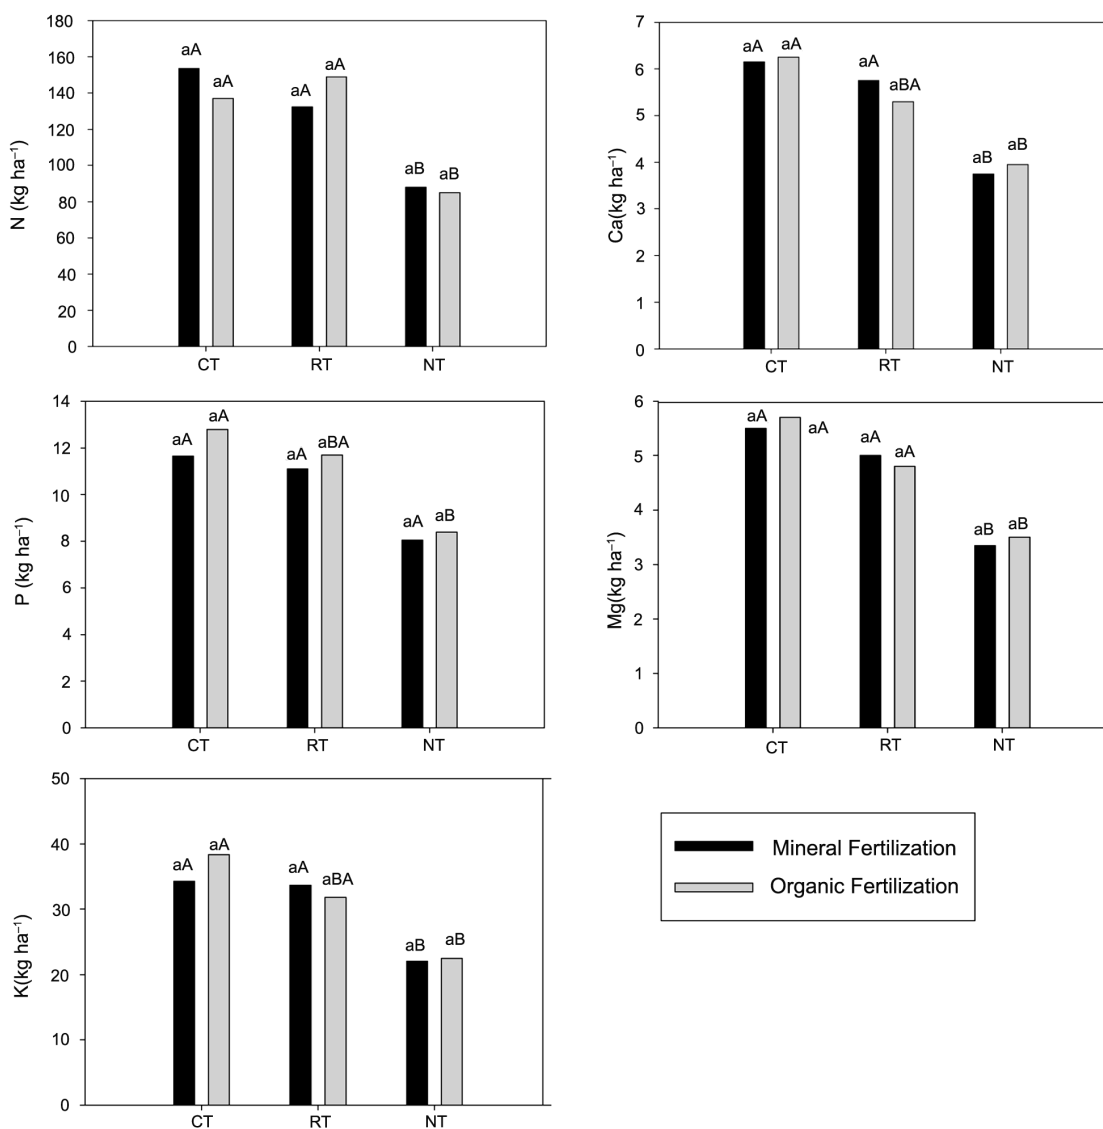 N (kg ha⁻¹)
180
160
140
120
100
80
60
40
20
0
aA
aA
aA
aA
aB
aB
CT
RT
NT
Ca(kg ha⁻¹)
7
6
5
4
3
2
1
0
aA
aA
aA
aBA
aB
aB
CT
RT
NT
P (kg ha⁻¹)
14
12
10
8
6
4
2
0
aA
aA
aA
aBA
aA
aB
CT
RT
NT
Mg(kg ha⁻¹)
6
5
4
3
2
1
0
aA
aA
aA
aA
aB
aB
CT
RT
NT
K(kg ha⁻¹)
50
40
30
20
10
0
aA
aA
aA
aBA
aB
aB
CT
RT
NT
Mineral Fertilization
Organic Fertilization